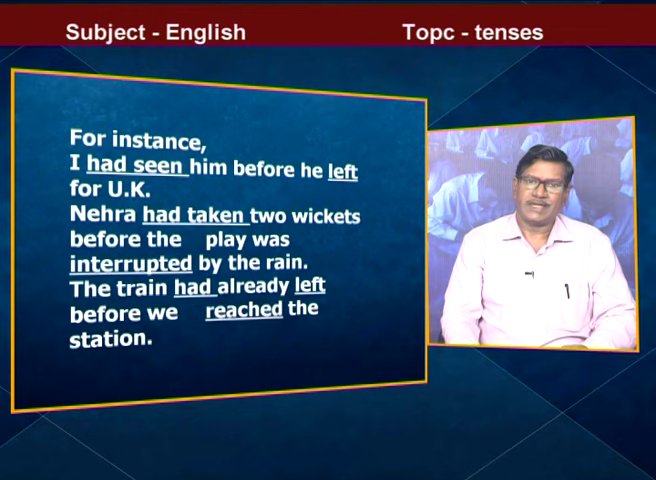 Subject - English
Topc - tenses
For instance,
I had seen him before he left
for U.K.
Nehra had taken two wickets
before the play was
interrupted by the rain.
The train had already left
before we reached the
station.